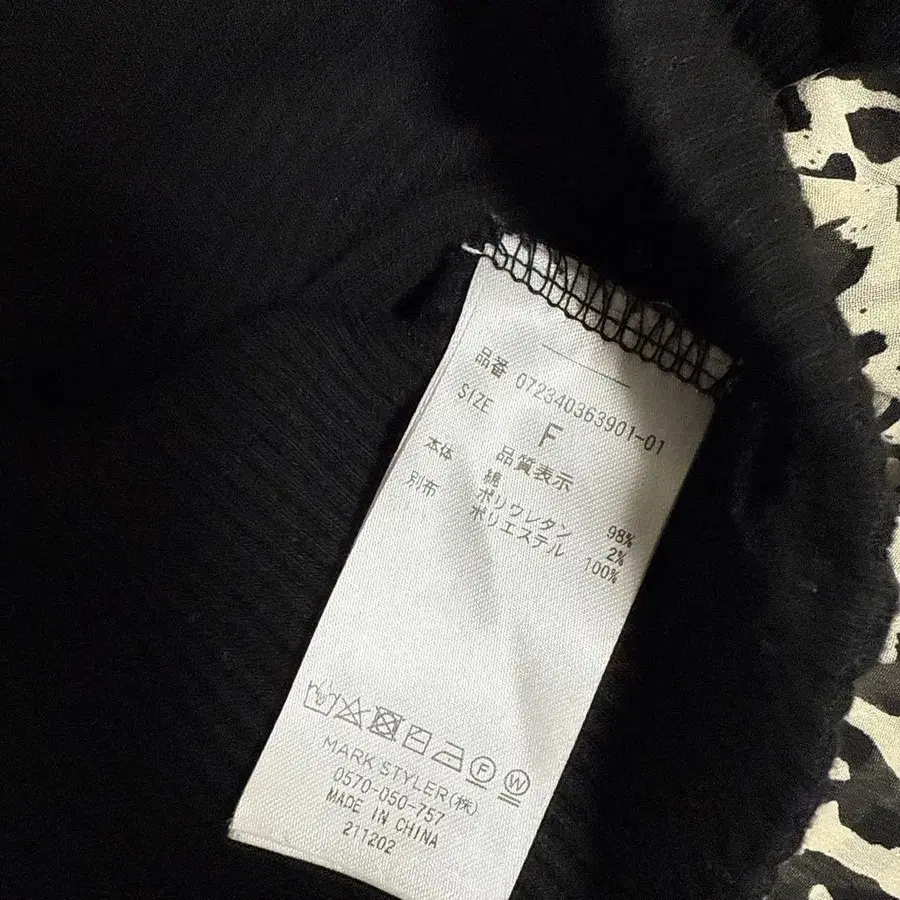 品番 072340363901-01
SIZE F
品質表示
本体 綿 98%
ポリウレタン 2%
別布 ポリエステル 100%
MARK STYLER(株)
0570-050-757
MADE IN CHINA
211202